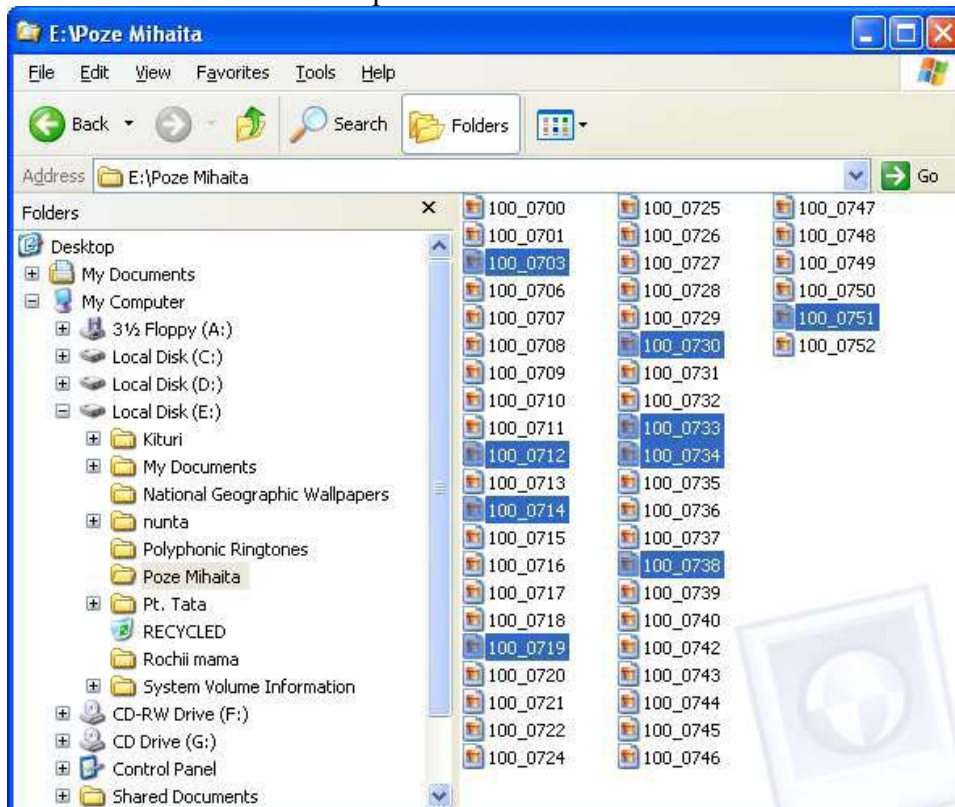 E:\Poze Mihaita
File Edit View Favorites Tools Help
Back Search Folders
Address E:\Poze Mihaita Go
Folders
Desktop
My Documents
My Computer
3½ Floppy (A:)
Local Disk (C:)
Local Disk (D:)
Local Disk (E:)
Kituri
My Documents
National Geographic Wallpapers
nunta
Polyphonic Ringtones
Poze Mihaita
Pt. Tata
RECYCLED
Rochii mama
System Volume Information
CD-RW Drive (F:)
CD Drive (G:)
Control Panel
Shared Documents
100_0700
100_0701
100_0703
100_0706
100_0707
100_0708
100_0709
100_0710
100_0711
100_0712
100_0713
100_0714
100_0715
100_0716
100_0717
100_0718
100_0719
100_0720
100_0721
100_0722
100_0724
100_0725
100_0726
100_0727
100_0728
100_0729
100_0730
100_0731
100_0732
100_0733
100_0734
100_0735
100_0736
100_0737
100_0738
100_0739
100_0740
100_0742
100_0743
100_0744
100_0745
100_0746
100_0747
100_0748
100_0749
100_0750
100_0751
100_0752